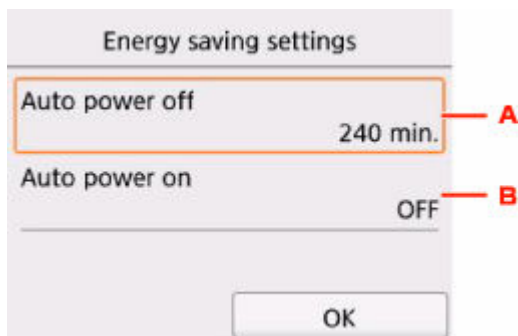 Energy saving settings
Auto power off
240 min.
A
Auto power on
OFF
B
OK